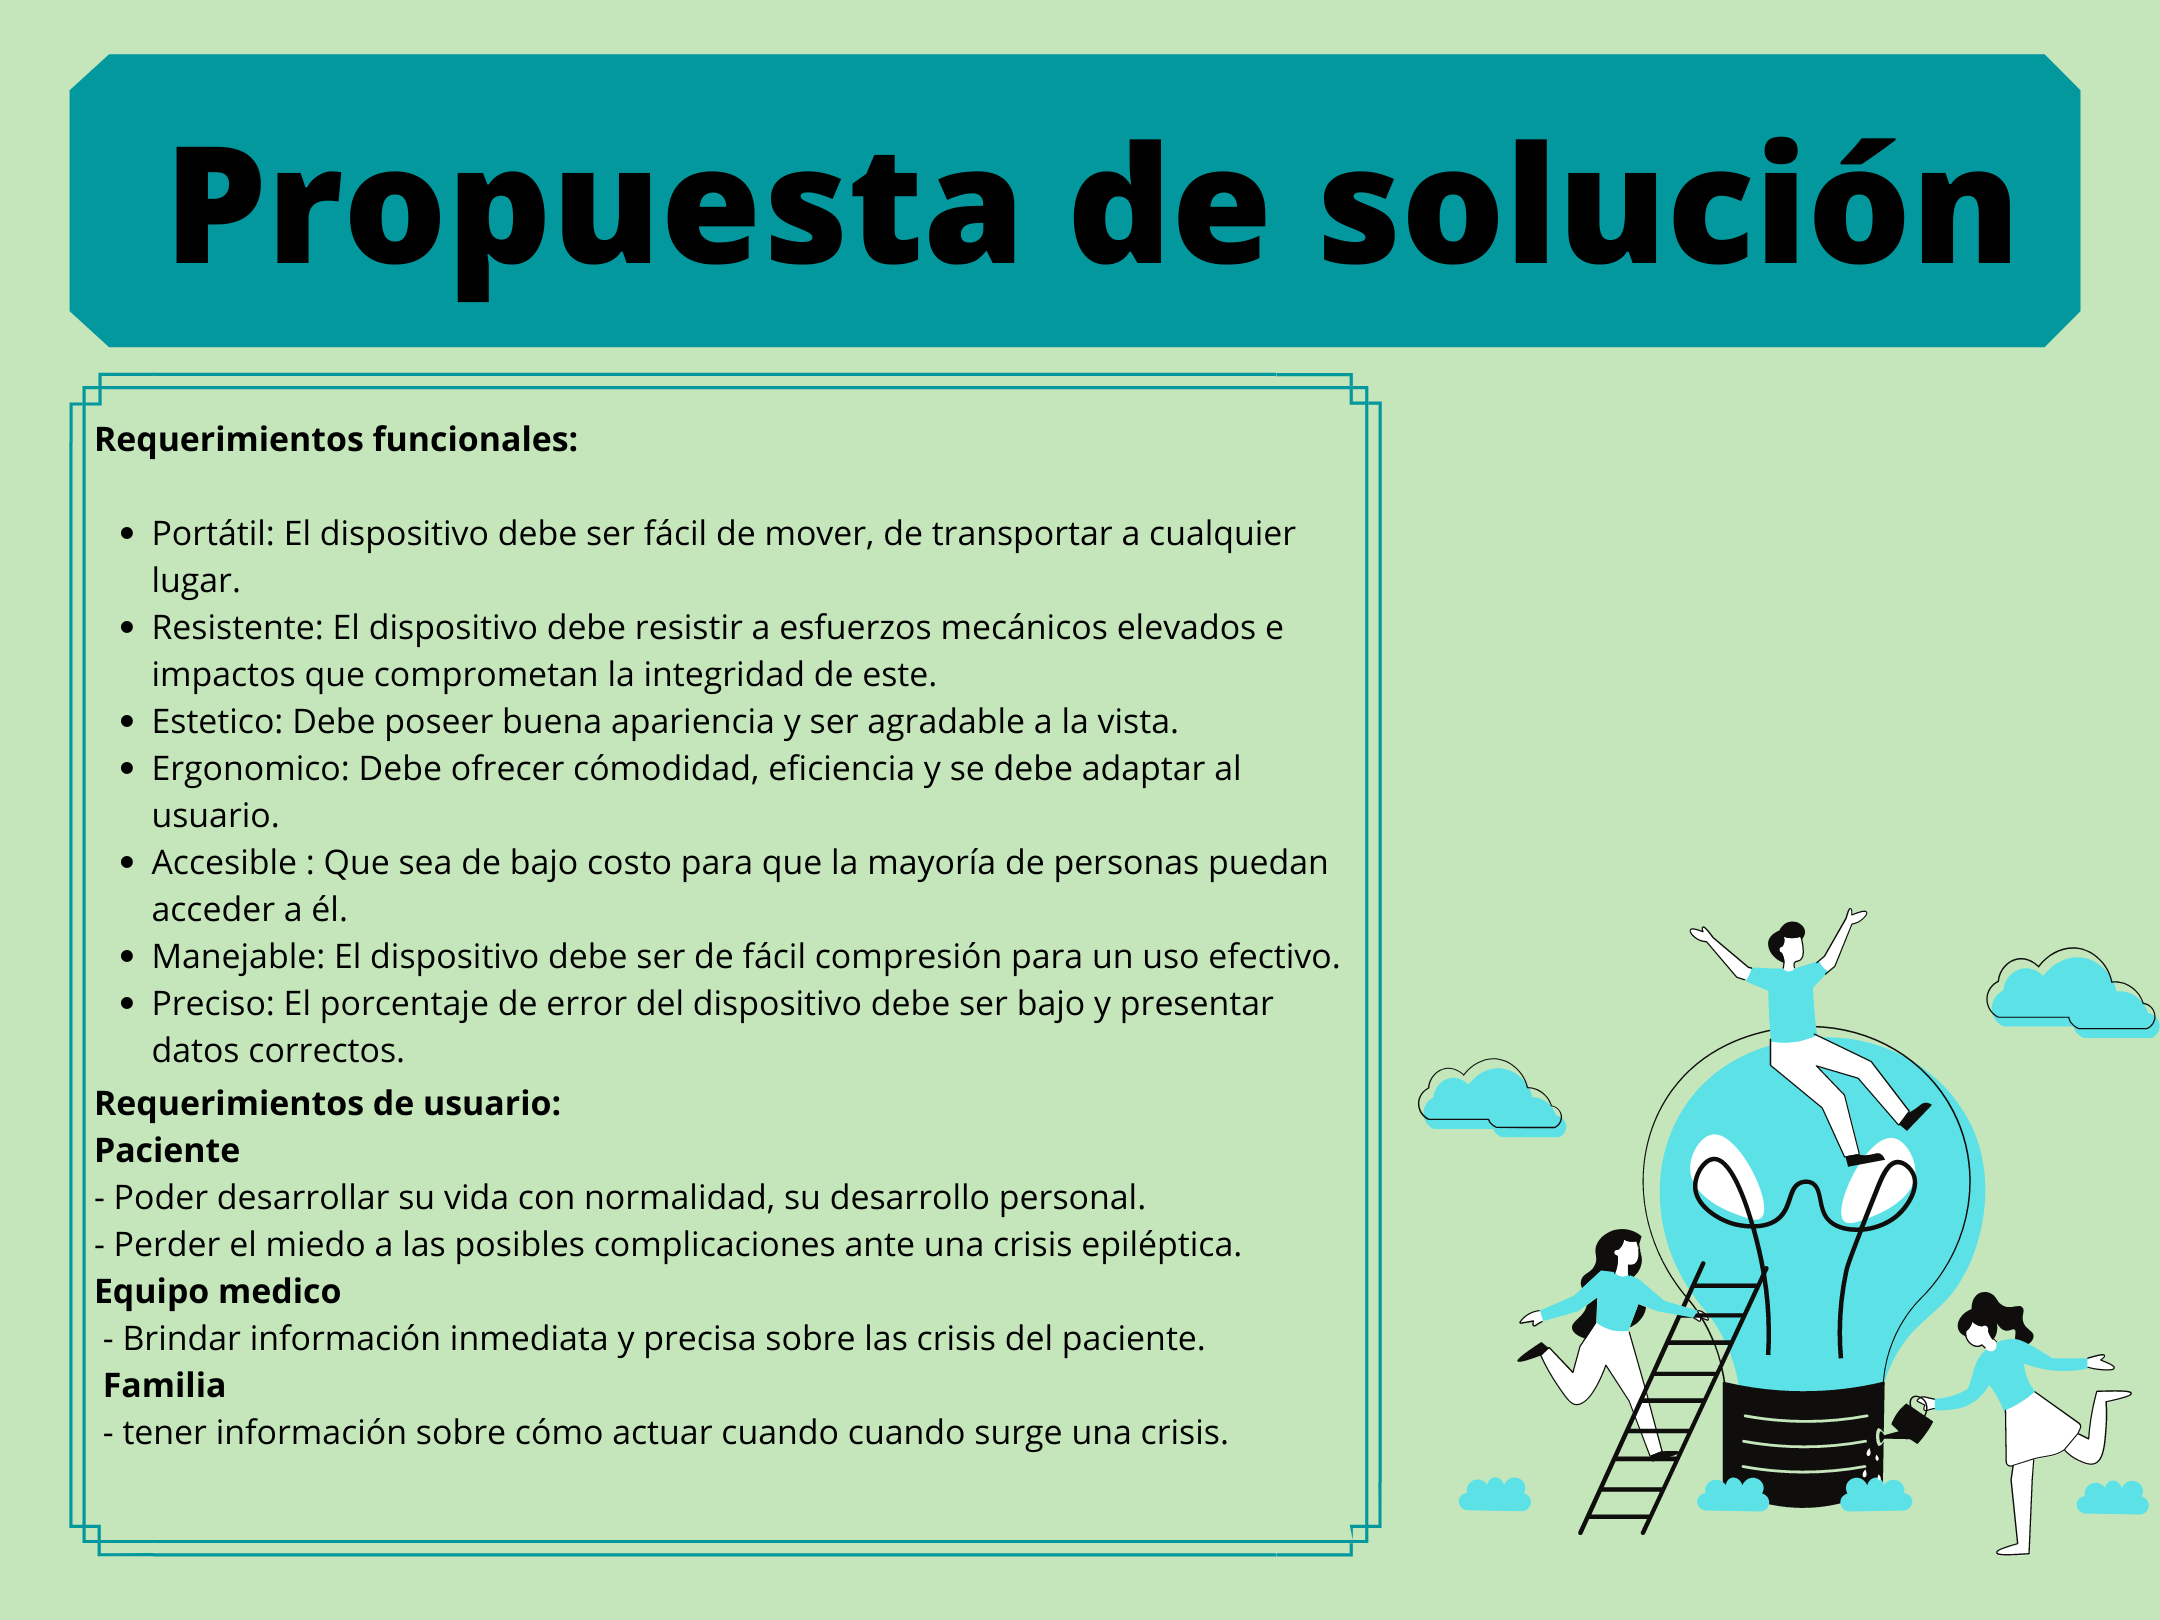 Propuesta de solución
Requerimientos funcionales:
• Portátil: El dispositivo debe ser fácil de mover, de transportar a cualquier
lugar.
• Resistente: El dispositivo debe resistir a esfuerzos mecánicos elevados e
impactos que comprometan la integridad de este.
• Estetico: Debe poseer buena apariencia y ser agradable a la vista.
• Ergonomico: Debe ofrecer cómodidad, eficiencia y se debe adaptar al
usuario.
• Accesible : Que sea de bajo costo para que la mayoría de personas puedan
acceder a él.
• Manejable: El dispositivo debe ser de fácil compresión para un uso efectivo.
• Preciso: El porcentaje de error del dispositivo debe ser bajo y presentar
datos correctos.
Requerimientos de usuario:
Paciente
- Poder desarrollar su vida con normalidad, su desarrollo personal.
- Perder el miedo a las posibles complicaciones ante una crisis epiléptica.
Equipo medico
- Brindar información inmediata y precisa sobre las crisis del paciente.
Familia
- tener información sobre cómo actuar cuando cuando surge una crisis.